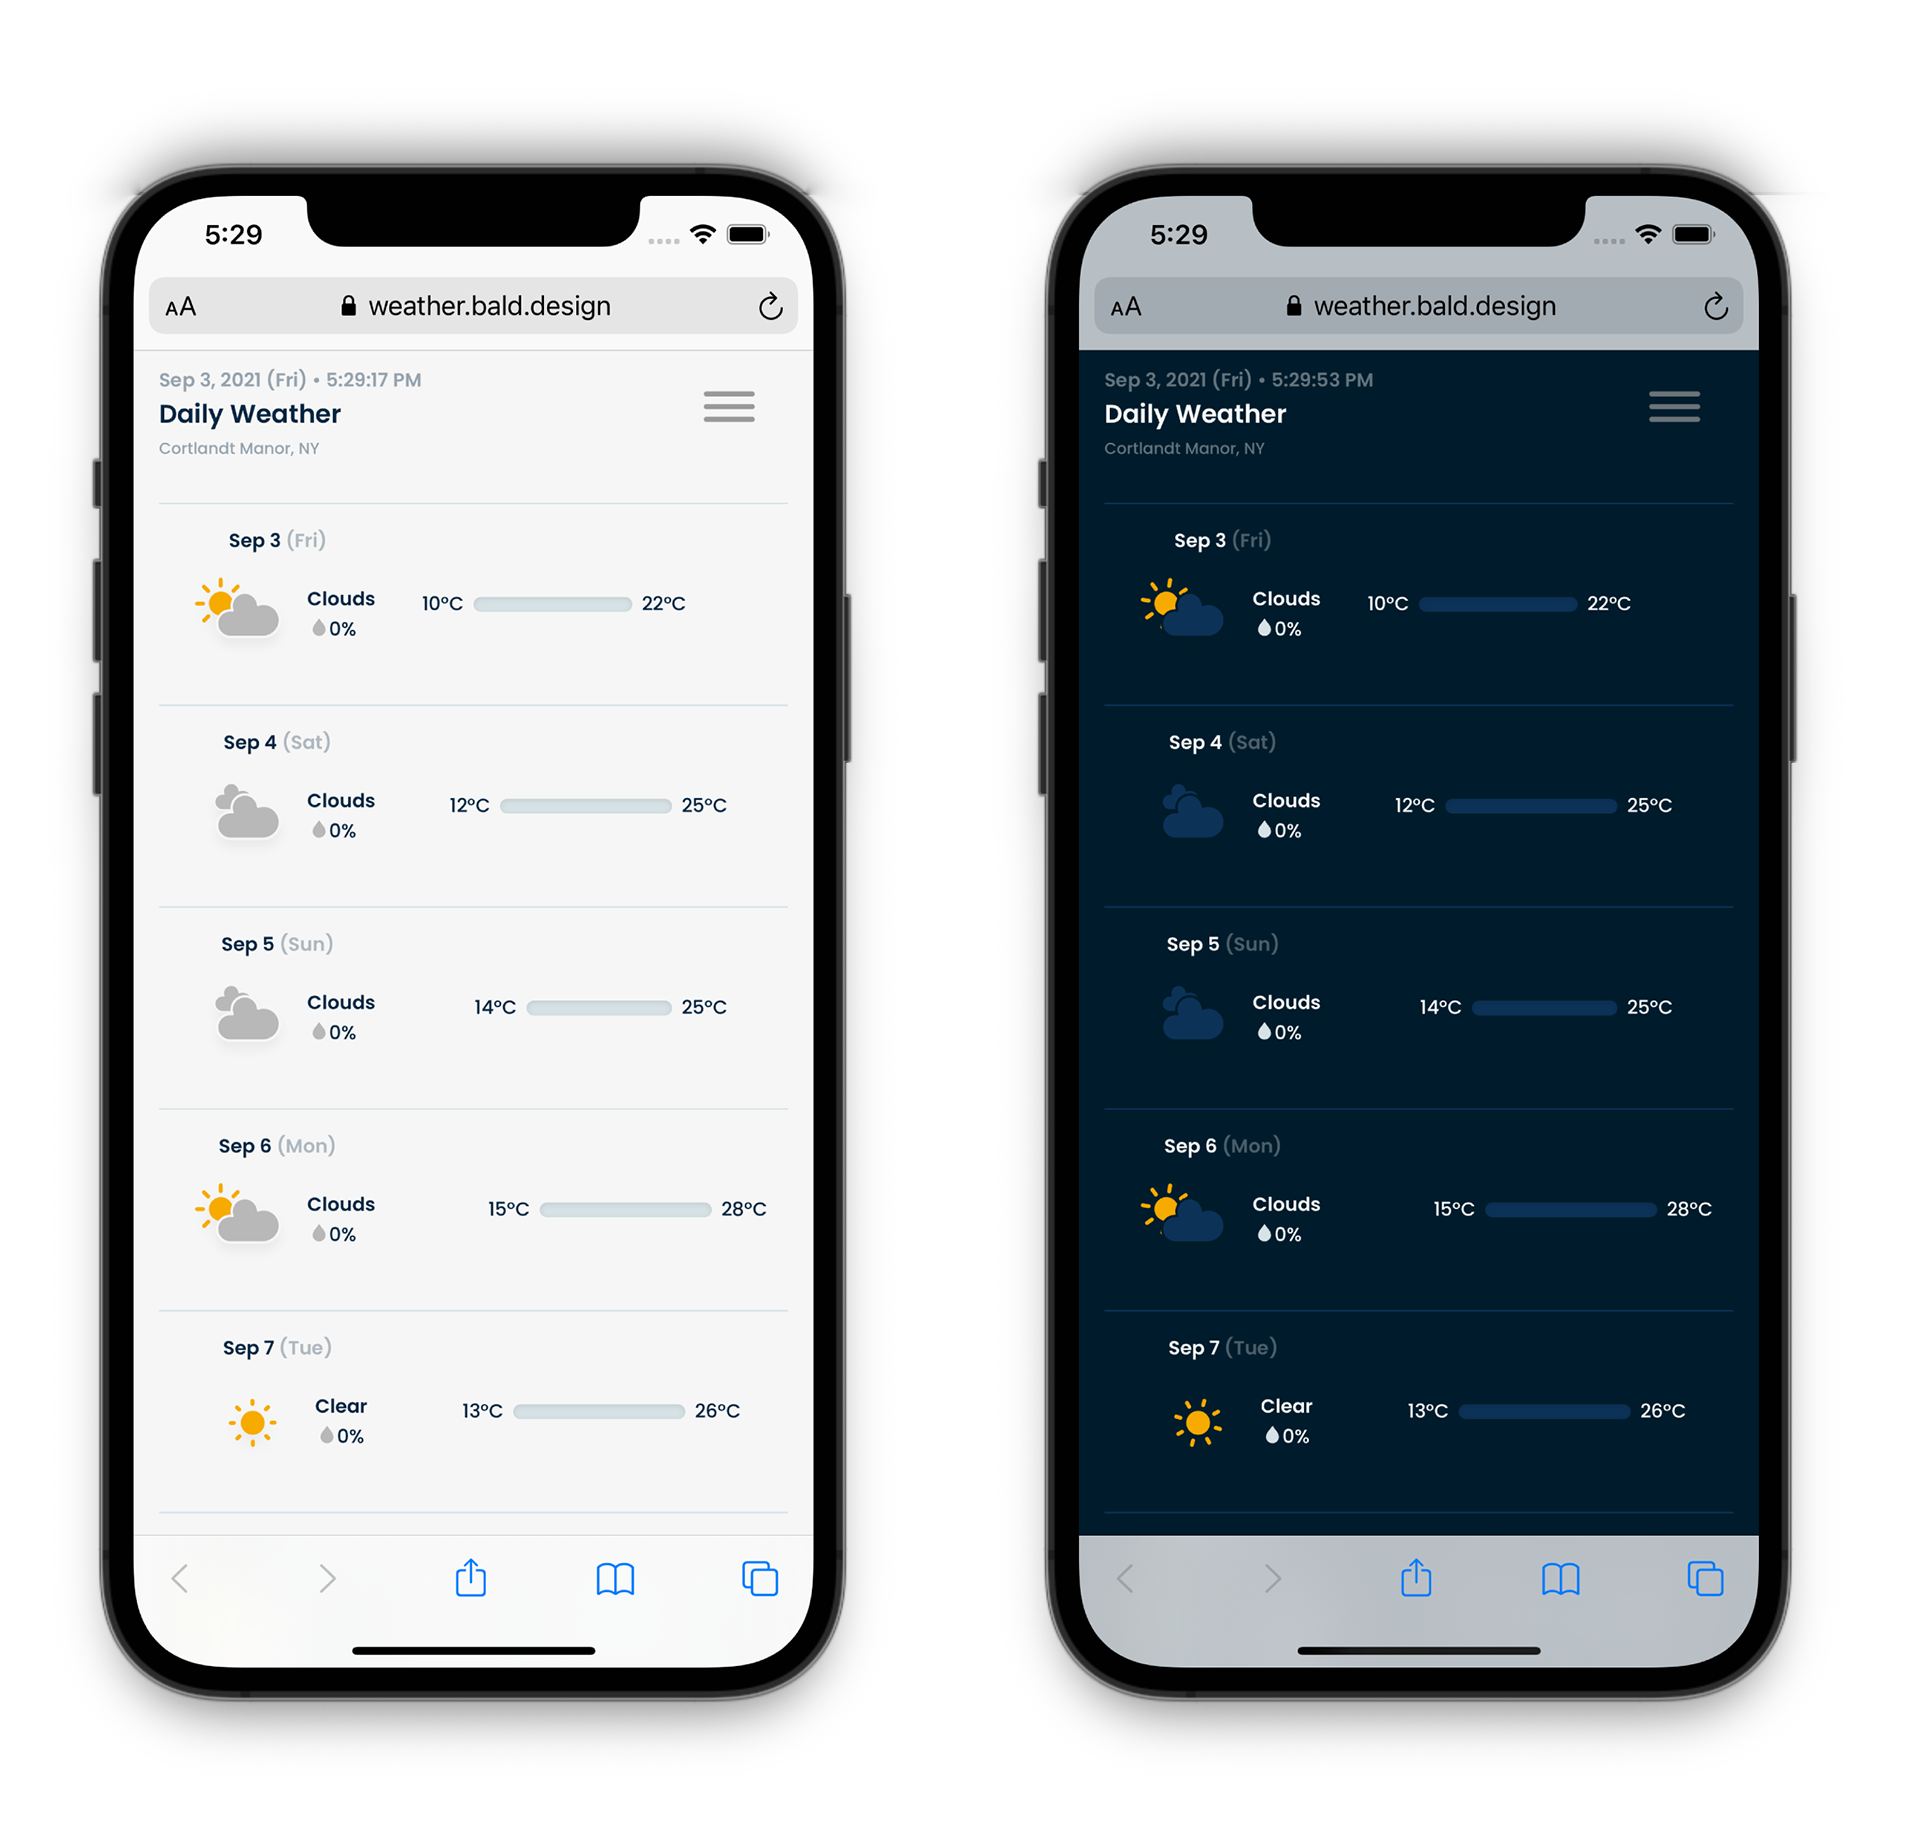 5:29
AA weather.bald.design
Sep 3, 2021 (Fri) • 5:29:17 PM
Daily Weather
Cortlandt Manor, NY
Sep 3 (Fri)
Clouds 10°C 22°C
0%
Sep 4 (Sat)
Clouds 12°C 25°C
0%
Sep 5 (Sun)
Clouds 14°C 25°C
0%
Sep 6 (Mon)
Clouds 15°C 28°C
0%
Sep 7 (Tue)
Clear 13°C 26°C
0%
5:29
AA weather.bald.design
Sep 3, 2021 (Fri) • 5:29:53 PM
Daily Weather
Cortlandt Manor, NY
Sep 3 (Fri)
Clouds 10°C 22°C
0%
Sep 4 (Sat)
Clouds 12°C 25°C
0%
Sep 5 (Sun)
Clouds 14°C 25°C
0%
Sep 6 (Mon)
Clouds 15°C 28°C
0%
Sep 7 (Tue)
Clear 13°C 26°C
0%